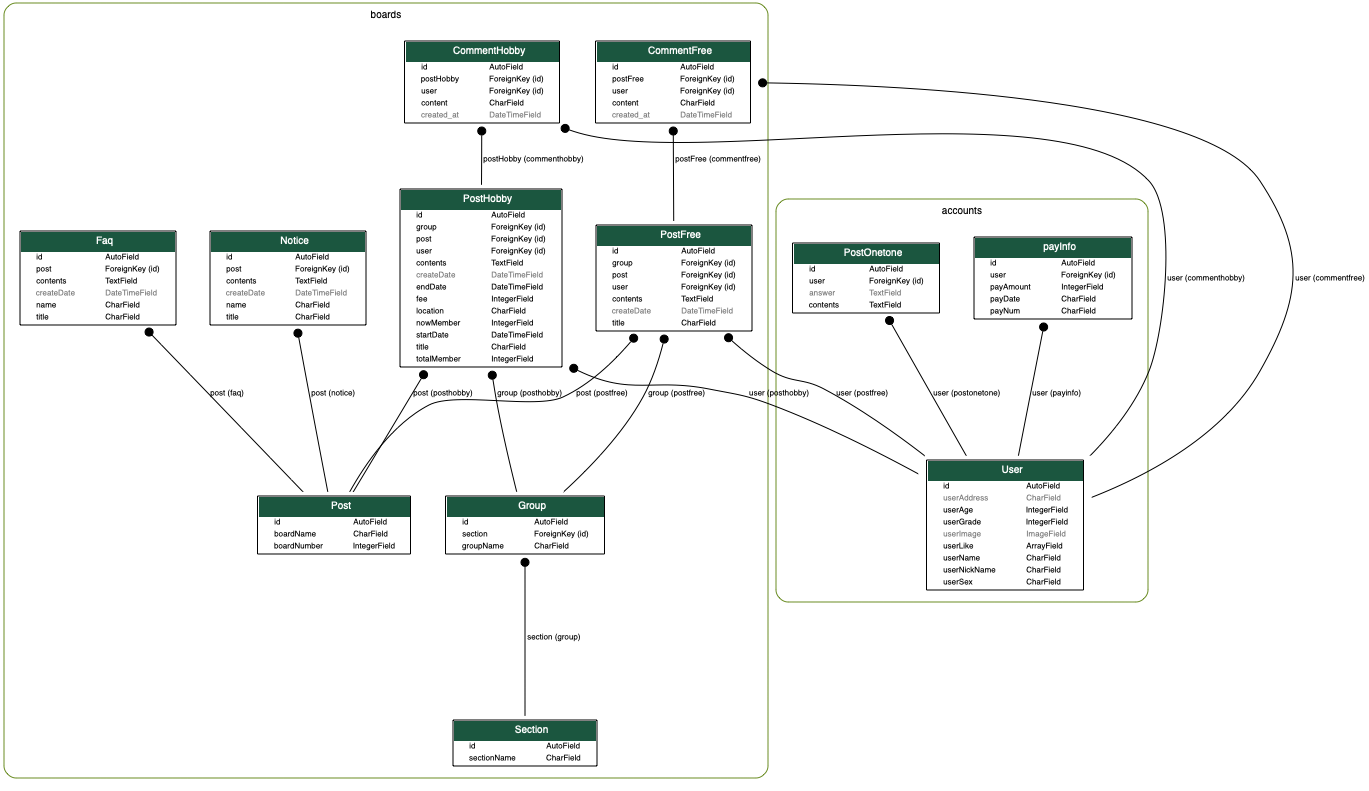 boards
CommentHobby
id AutoField
postHobby ForeignKey (id)
user ForeignKey (id)
content CharField
created_at DateTimeField
CommentFree
id AutoField
postFree ForeignKey (id)
user ForeignKey (id)
content CharField
created_at DateTimeField
postHobby (commenthobby)
postFree (commentfree)
Faq
id AutoField
post ForeignKey (id)
contents TextField
createDate DateTimeField
name CharField
title CharField
Notice
id AutoField
post ForeignKey (id)
contents TextField
createDate DateTimeField
name CharField
title CharField
PostHobby
id AutoField
group ForeignKey (id)
post ForeignKey (id)
user ForeignKey (id)
contents TextField
createDate DateTimeField
endDate DateTimeField
fee IntegerField
location CharField
nowMember IntegerField
startDate DateTimeField
title CharField
totalMember IntegerField
PostFree
id AutoField
group ForeignKey (id)
post ForeignKey (id)
user ForeignKey (id)
contents TextField
createDate DateTimeField
title CharField
accounts
PostOnetone
id AutoField
user ForeignKey (id)
answer TextField
contents TextField
payInfo
id AutoField
user ForeignKey (id)
payAmount IntegerField
payDate CharField
payNum CharField
user (commenthobby)
user (commentfree)
post (faq)
post (notice)
post (posthobby)
group (posthobby)
post (postfree)
group (postfree)
user (posthobby)
user (postfree)
user (postonetone)
user (payinfo)
Post
id AutoField
boardName CharField
boardNumber IntegerField
Group
id AutoField
section ForeignKey (id)
groupName CharField
User
id AutoField
userAddress CharField
userAge IntegerField
userGrade IntegerField
userImage ImageField
userLike ArrayField
userName CharField
userNickName CharField
userSex CharField
section (group)
Section
id AutoField
sectionName CharField